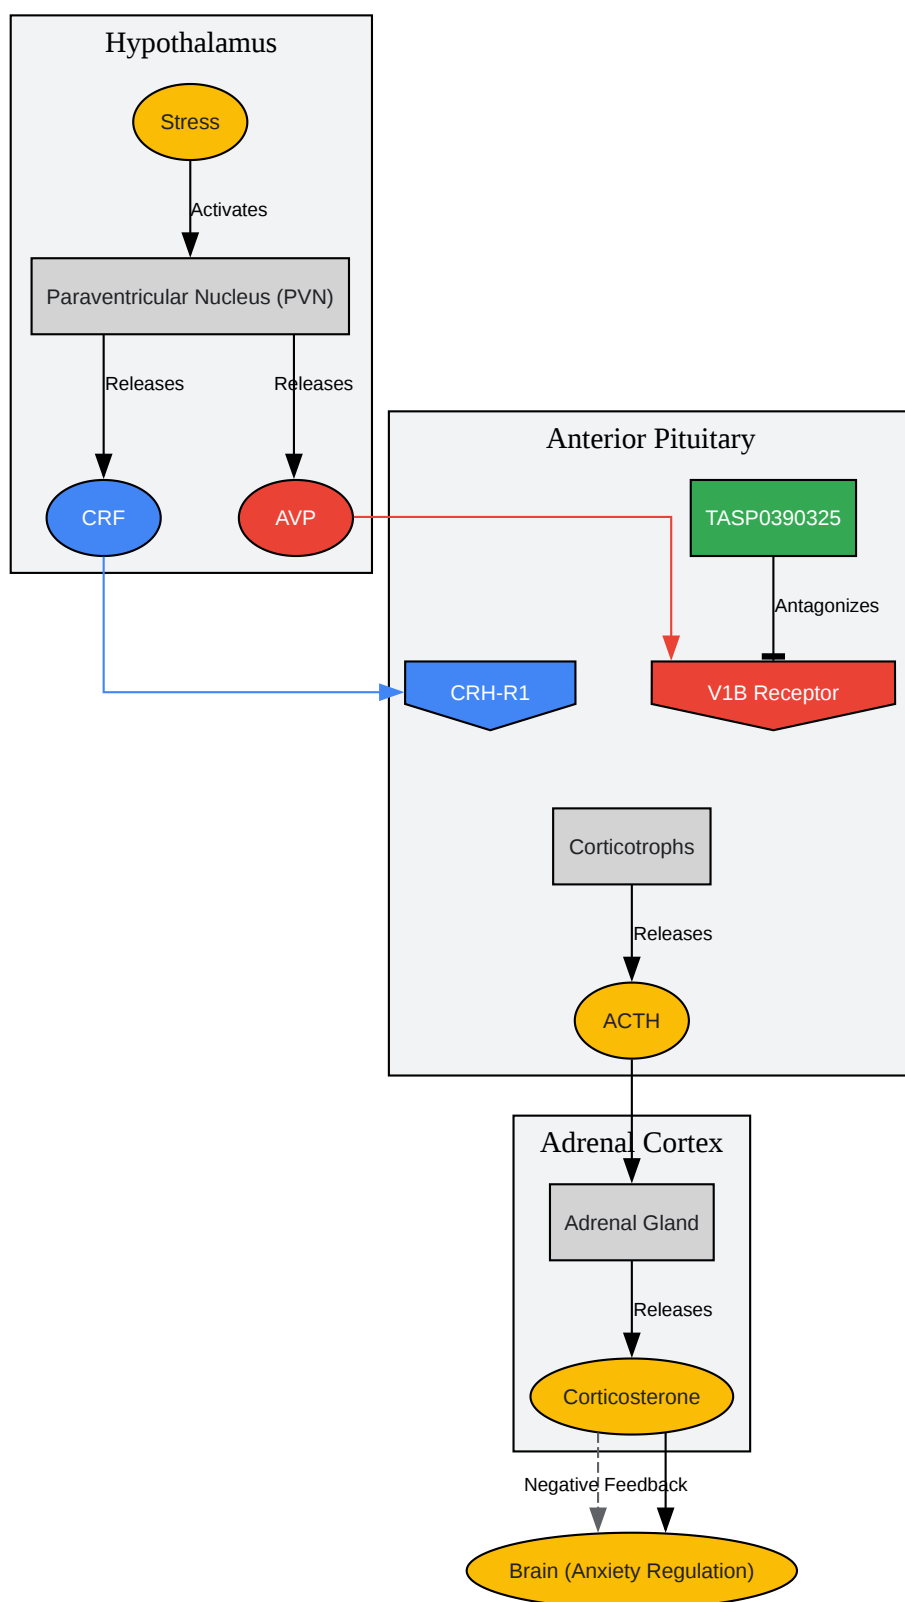 Hypothalamus
Stress
Activates
Paraventricular Nucleus (PVN)
Releases
Releases
CRF
AVP
Anterior Pituitary
TASP0390325
Antagonizes
CRH-R1
V1B Receptor
Corticotrophs
Releases
ACTH
Adrenal Cortex
Adrenal Gland
Releases
Corticosterone
Negative Feedback
Brain (Anxiety Regulation)